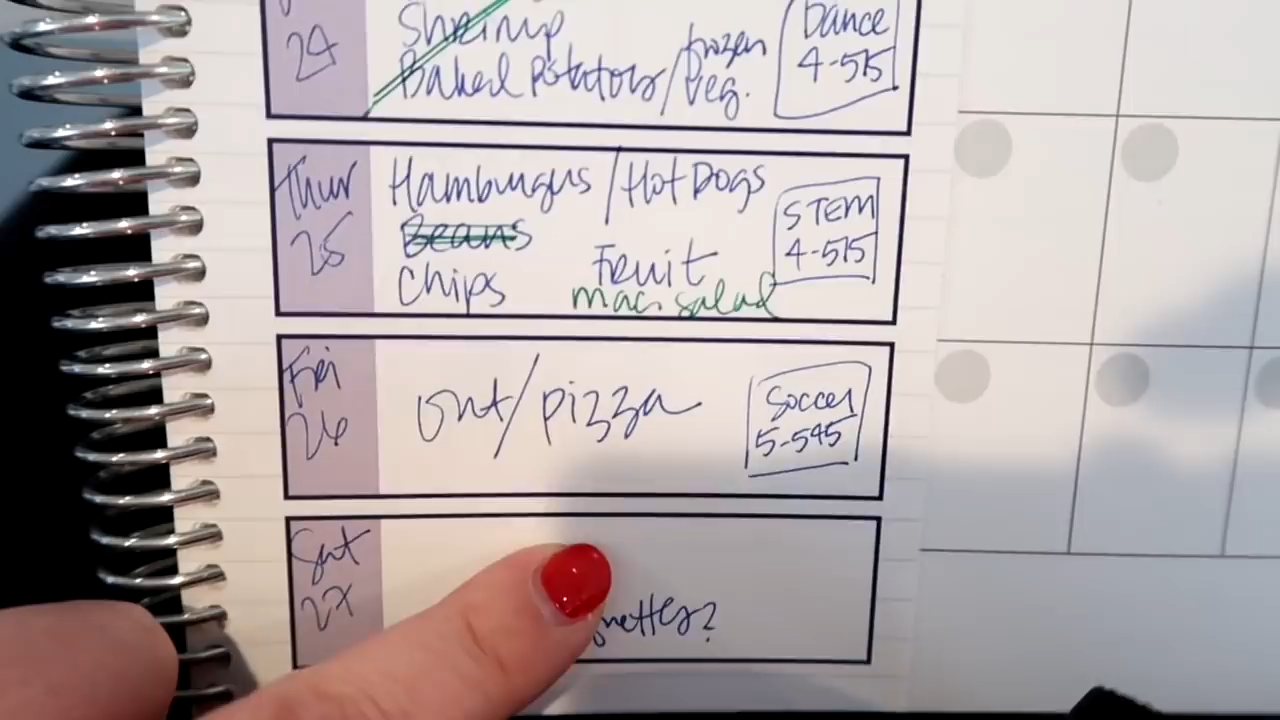 24
Shrimp
Baked Potatoes/frozen veg.
Dance
4-515
Thur
25
Hamburgers/Hot Dogs
Beans
Chips
Fruit
mac. salad
STEM
4-515
Fri
26
out/pizza
Soccer
5-545
Sat
27